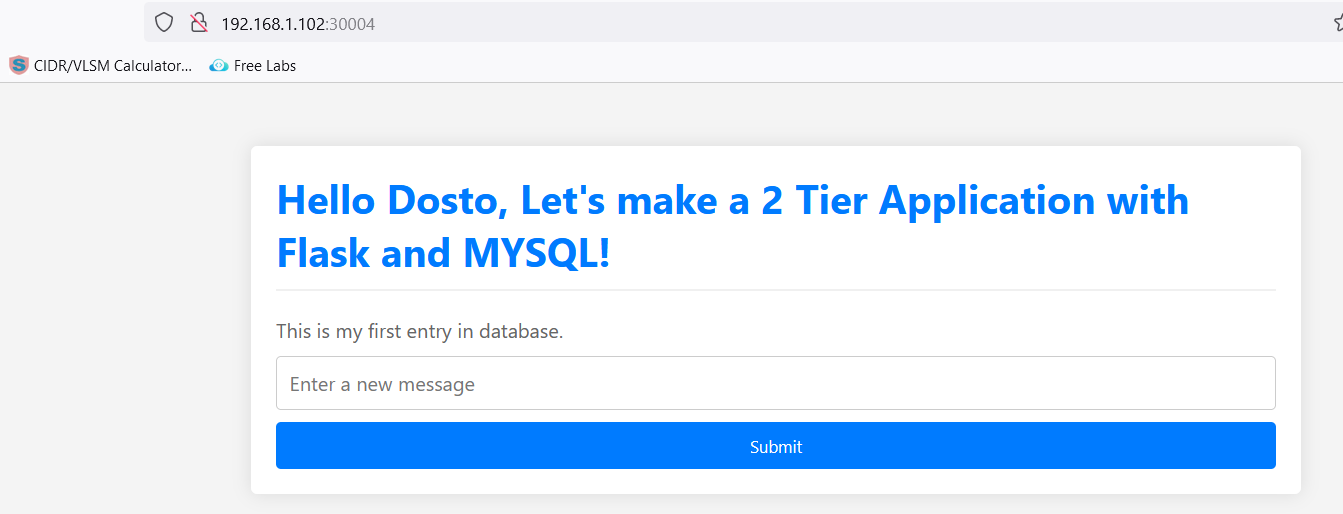 192.168.1.102:30004
CIDR/VLSM Calculator... Free Labs
Hello Dosto, Let's make a 2 Tier Application with
Flask and MYSQL!
This is my first entry in database.
Enter a new message
Submit